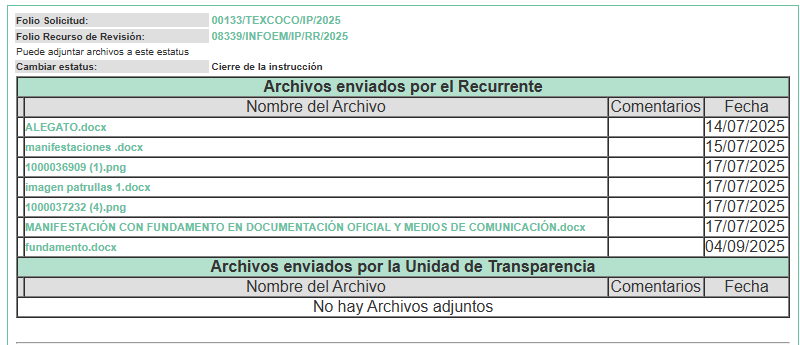 Folio Solicitud: 00133/TEXCOCO/IP/2025
Folio Recurso de Revisión: 08339/INFOEM/IP/RR/2025
Puede adjuntar archivos a este estatus
Cambiar estatus: Cierre de la instrucción
Archivos enviados por el Recurrente
Nombre del Archivo Comentarios Fecha
ALEGATO.docx 14/07/2025
manifestaciones .docx 15/07/2025
1000036909 (1).png 17/07/2025
imagen patrullas 1.docx 17/07/2025
1000037232 (4).png 17/07/2025
MANIFESTACIÓN CON FUNDAMENTO EN DOCUMENTACIÓN OFICIAL Y MEDIOS DE COMUNICACIÓN.docx 17/07/2025
fundamento.docx 04/09/2025
Archivos enviados por la Unidad de Transparencia
Nombre del Archivo Comentarios Fecha
No hay Archivos adjuntos